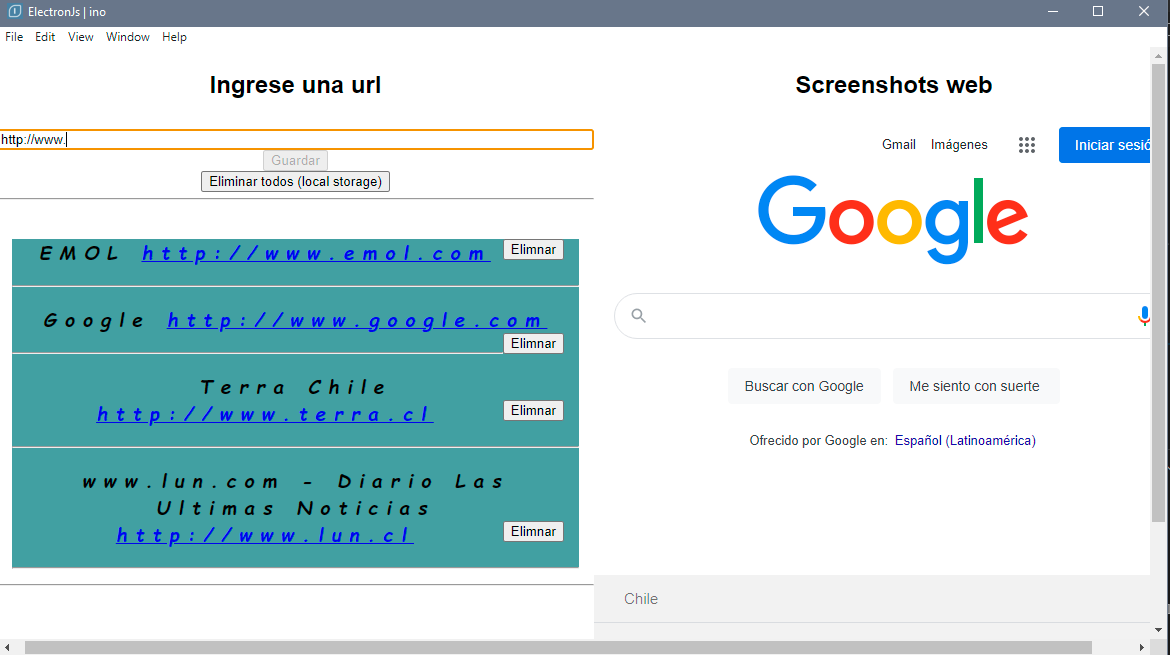 ElectronJs | ino
File Edit View Window Help
Ingrese una url
http://www.
Guardar
Eliminar todos (local storage)
EMOL http://www.emol.com Elimnar
Google http://www.google.com
Elimnar
Terra Chile
http://www.terra.cl Elimnar
www.lun.com - Diario Las
Ultimas Noticias
http://www.lun.cl Elimnar
Screenshots web
Gmail Imágenes Iniciar sesió
Google
Buscar con Google Me siento con suerte
Ofrecido por Google en: Español (Latinoamérica)
Chile